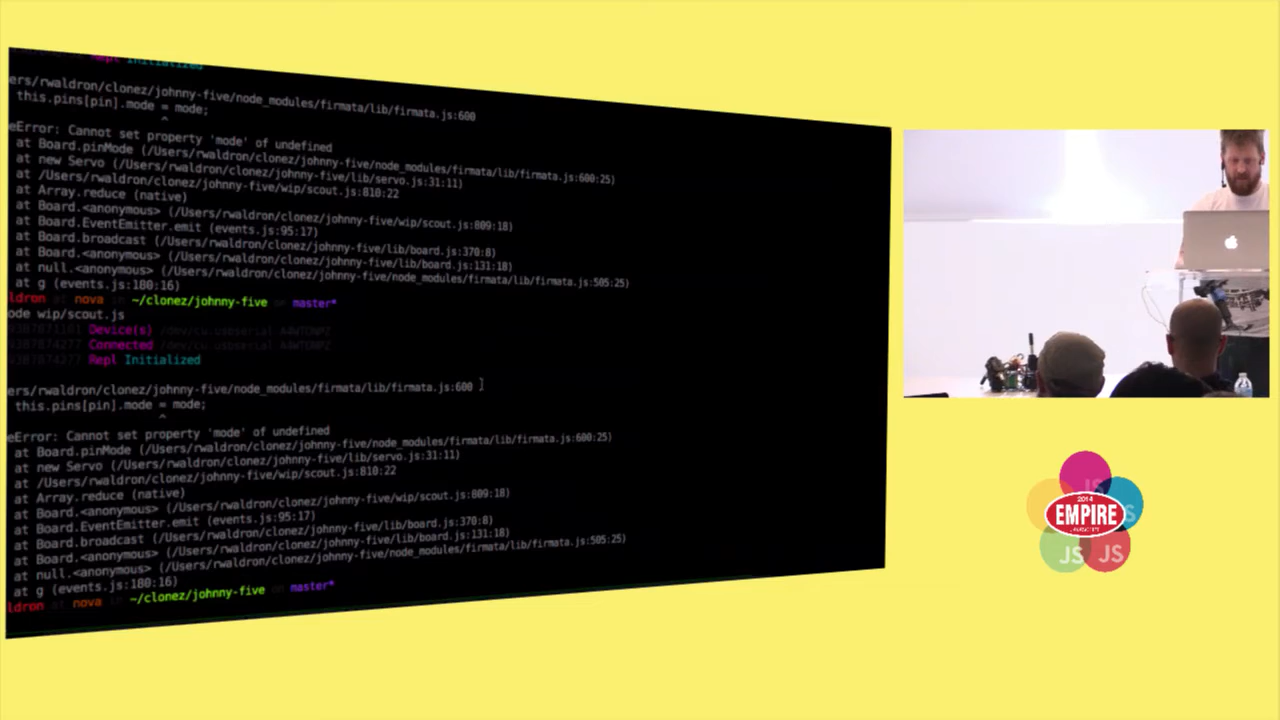 Repl Initialized
ers/rwaldron/clonez/johnny-five/node_modules/firmata/lib/firmata.js:600
this.pins[pin].mode = mode;
^
eError: Cannot set property 'mode' of undefined
at Board.pinMode (/Users/rwaldron/clonez/johnny-five/node_modules/firmata/lib/firmata.js:600:25)
at new Servo (/Users/rwaldron/clonez/johnny-five/lib/servo.js:31:11)
at /Users/rwaldron/clonez/johnny-five/wip/scout.js:810:22
at Array.reduce (native)
at Board.<anonymous> (/Users/rwaldron/clonez/johnny-five/wip/scout.js:809:18)
at Board.EventEmitter.emit (events.js:95:17)
at Board.broadcast (/Users/rwaldron/clonez/johnny-five/lib/board.js:370:8)
at Board.<anonymous> (/Users/rwaldron/clonez/johnny-five/lib/board.js:131:18)
at null.<anonymous> (/Users/rwaldron/clonez/johnny-five/node_modules/firmata/lib/firmata.js:505:25)
at g (events.js:180:16)
ldron at nova in ~/clonez/johnny-five on master*
ode wip/scout.js
Device(s)
Connected
Repl Initialized
ers/rwaldron/clonez/johnny-five/node_modules/firmata/lib/firmata.js:600
this.pins[pin].mode = mode;
^
eError: Cannot set property 'mode' of undefined
at Board.pinMode (/Users/rwaldron/clonez/johnny-five/node_modules/firmata/lib/firmata.js:600:25)
at new Servo (/Users/rwaldron/clonez/johnny-five/lib/servo.js:31:11)
at /Users/rwaldron/clonez/johnny-five/wip/scout.js:810:22
at Array.reduce (native)
at Board.<anonymous> (/Users/rwaldron/clonez/johnny-five/wip/scout.js:809:18)
at Board.EventEmitter.emit (events.js:95:17)
at Board.broadcast (/Users/rwaldron/clonez/johnny-five/lib/board.js:370:8)
at Board.<anonymous> (/Users/rwaldron/clonez/johnny-five/lib/board.js:131:18)
at null.<anonymous> (/Users/rwaldron/clonez/johnny-five/node_modules/firmata/lib/firmata.js:505:25)
at g (events.js:180:16)
ldron at nova in ~/clonez/johnny-five on master*
JS
2014
EMPIRE
JS
JS